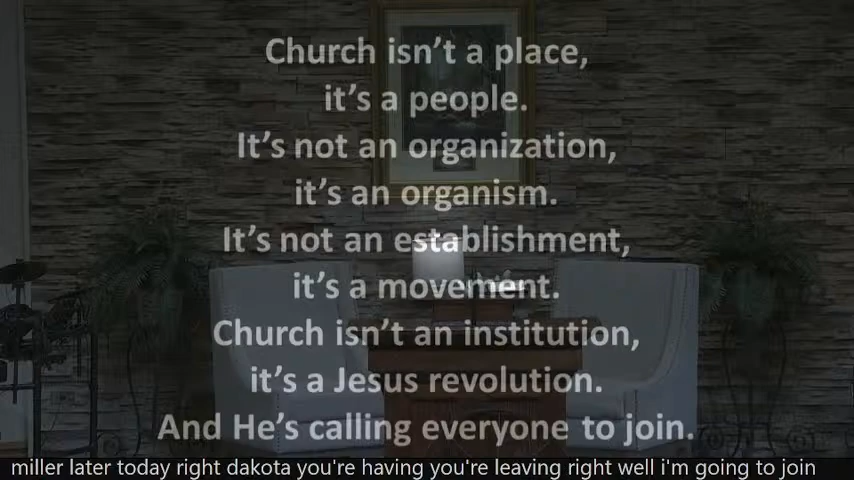 Church isn't a place,
it's a people.
It's not an organization,
it's an organism.
It's not an establishment,
it's a movement.
Church isn't an institution,
it's a Jesus revolution.
And He's calling everyone to join.
miller later today right dakota you're having you're leaving right well i'm going to join